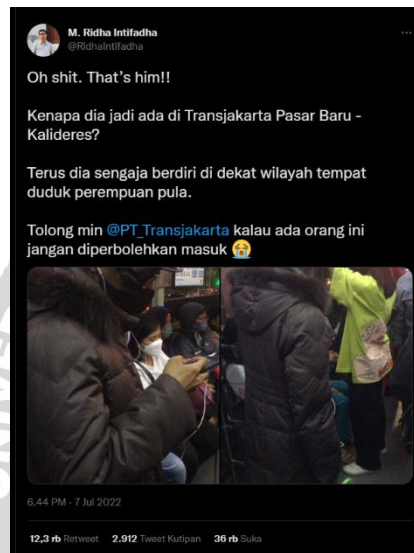 M. Ridha Intifadha
@RidhaIntifadha
Oh shit. That's him!!
Kenapa dia jadi ada di Transjakarta Pasar Baru -
Kalideres?
Terus dia sengaja berdiri di dekat wilayah tempat
duduk perempuan pula.
Tolong min @PT_Transjakarta kalau ada orang ini
jangan diperbolehkan masuk 😭
6.44 PM · 7 Jul 2022
12,3 rb Retweet 2.912 Tweet Kutipan 36 rb Suka